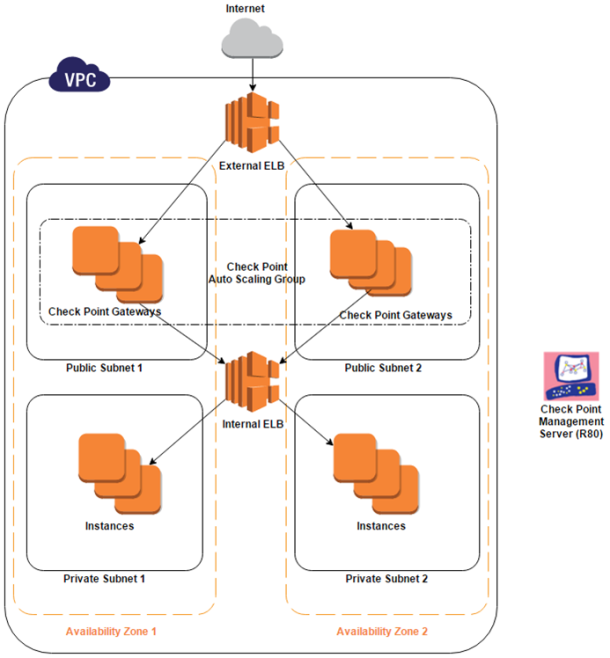 Internet
VPC
External ELB
Check Point
Auto Scaling Group
Check Point Gateways
Check Point Gateways
Public Subnet 1
Public Subnet 2
Internal ELB
Check Point
Management
Server (R80)
Instances
Instances
Private Subnet 1
Private Subnet 2
Availability Zone 1
Availability Zone 2